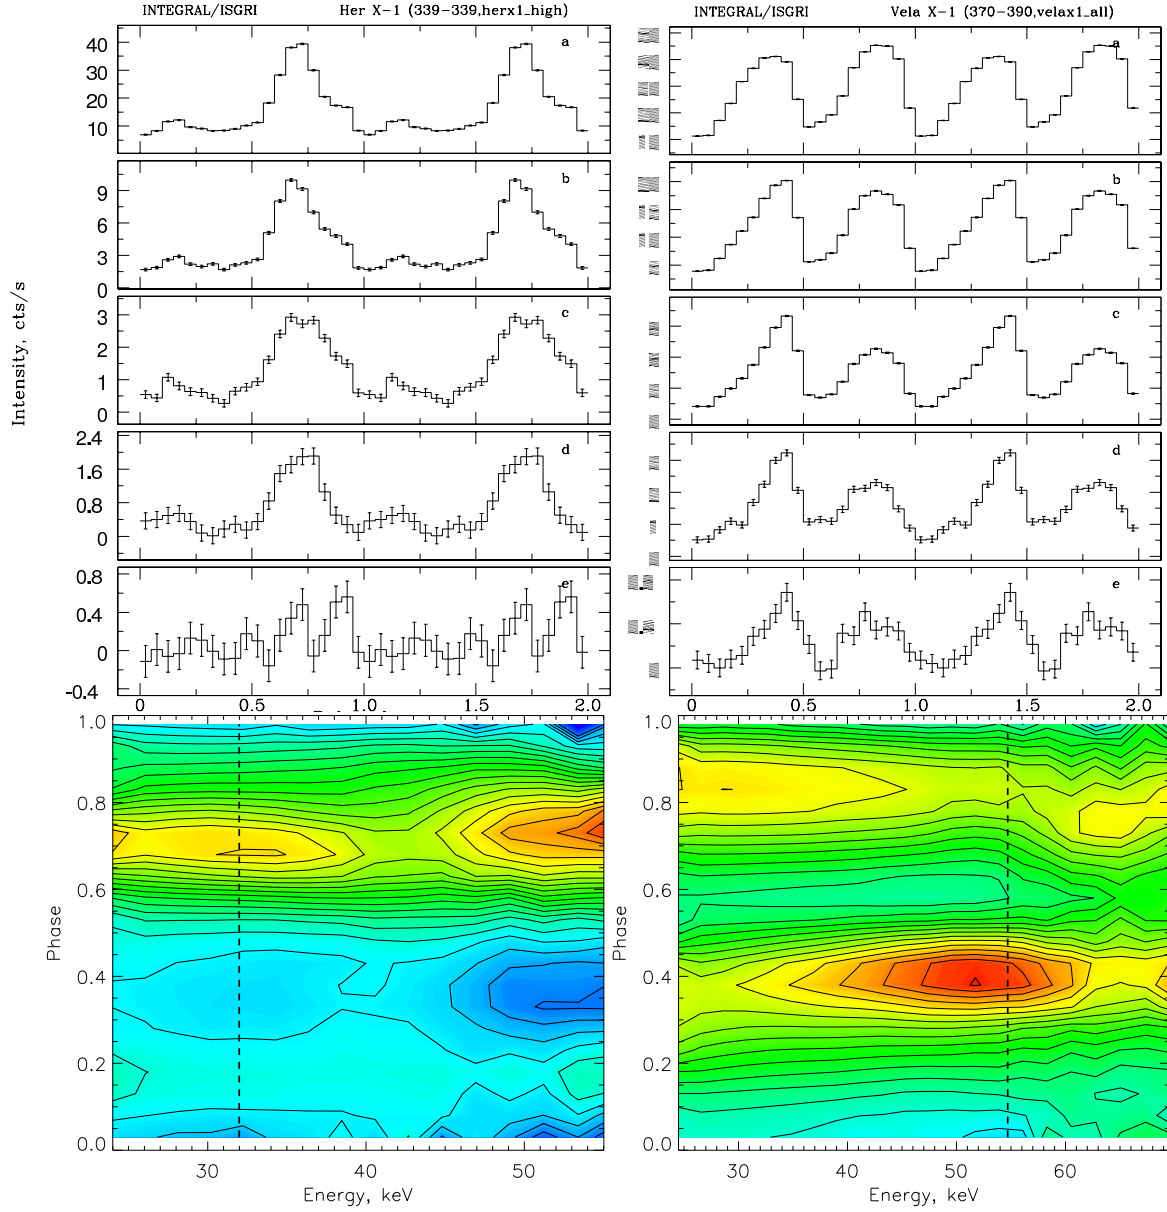 INTEGRAL/ISGRI Her X-1 (339-339,herx1_high)
INTEGRAL/ISGRI Vela X-1 (370-390,velax1_all)
Intensity, cts/s
a
40
30
20
10
b
9
6
3
0
c
3
2
1
0
d
2.4
1.6
0.8
0
e
0.8
0.4
0
-0.4
0 0.5 1.0 1.5 2.0
a
b
c
d
e
0 0.5 1.0 1.5 2.0
Phase
1.0
0.8
0.6
0.4
0.2
0.0
30 40 50
Energy, keV
Phase
1.0
0.8
0.6
0.4
0.2
0.0
30 40 50 60
Energy, keV